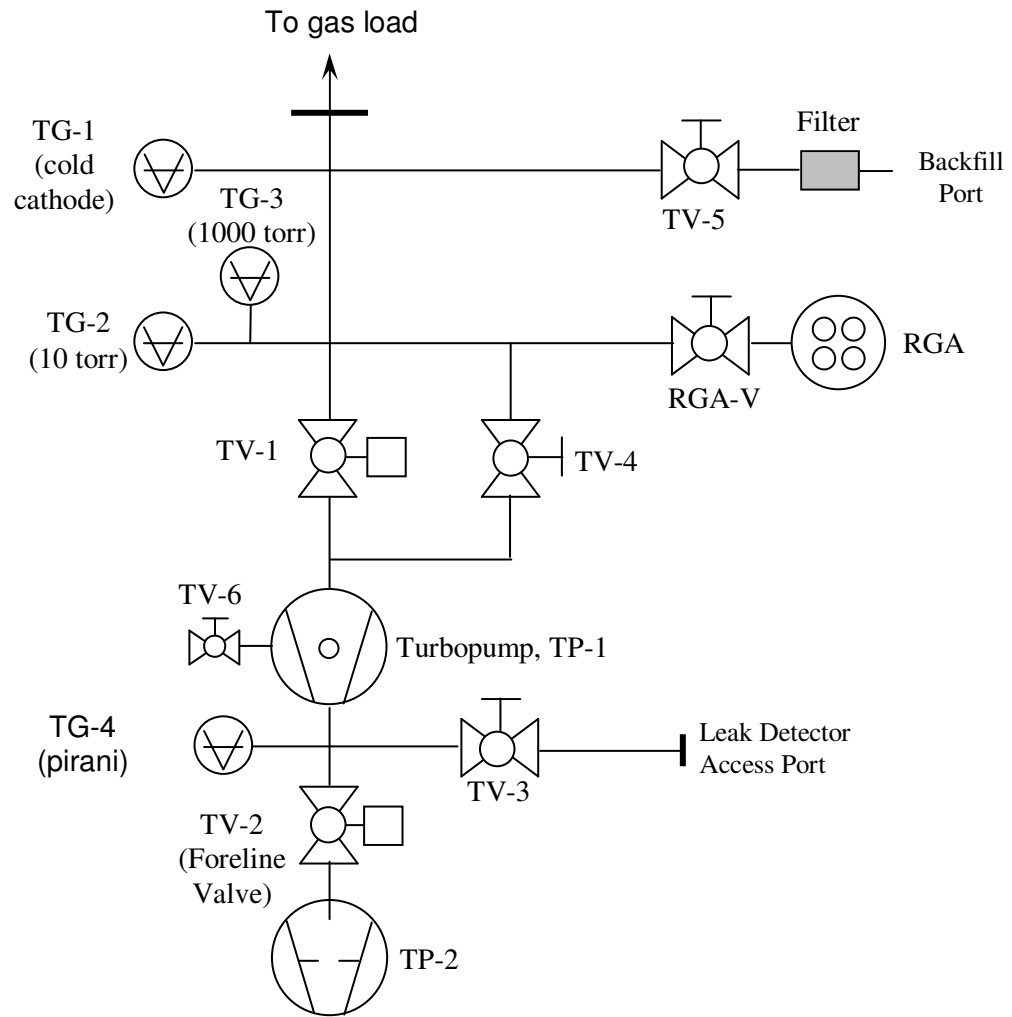 To gas load
TG-1
(cold
cathode)
Filter
Backfill
Port
TV-5
TG-3
(1000 torr)
TG-2
(10 torr)
RGA
RGA-V
TV-1
TV-4
TV-6
Turbopump, TP-1
TG-4
(pirani)
Leak Detector
Access Port
TV-3
TV-2
(Foreline
Valve)
TP-2